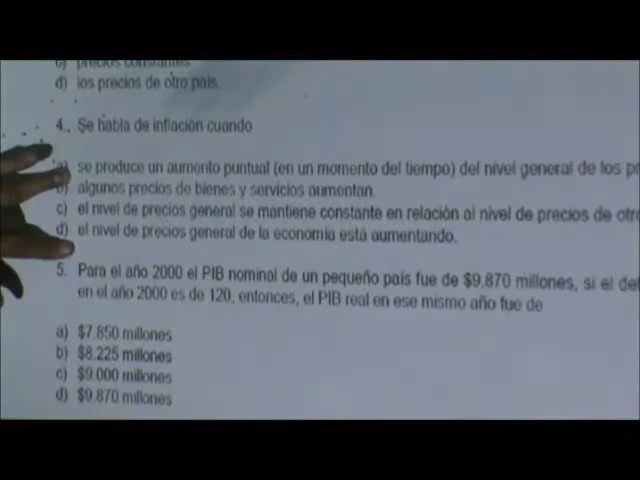 c) precios constantes
d) los precios de otro país
4.. Se habla de inflación cuando
a) se produce un aumento puntual (en un momento del tiempo) del nivel general de los
b) algunos precios de bienes y servicios aumentan.
c) el nivel de precios general se mantiene constante en relación al nivel de precios de
d) el nivel de precios general de la economía está aumentando.
5. Para el año 2000 el PIB nominal de un pequeño país fue de $9.870 millones, si el
en el año 2000 es de 120, entonces, el PIB real en ese mismo año fue de
a) $7.850 millones
b) $8.225 millones
c) $9.000 millones
d) $9.870 millones